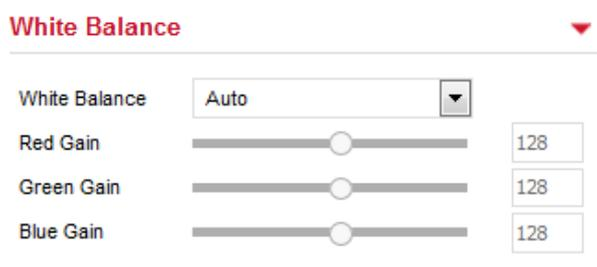 White Balance
White Balance Auto
Red Gain 128
Green Gain 128
Blue Gain 128